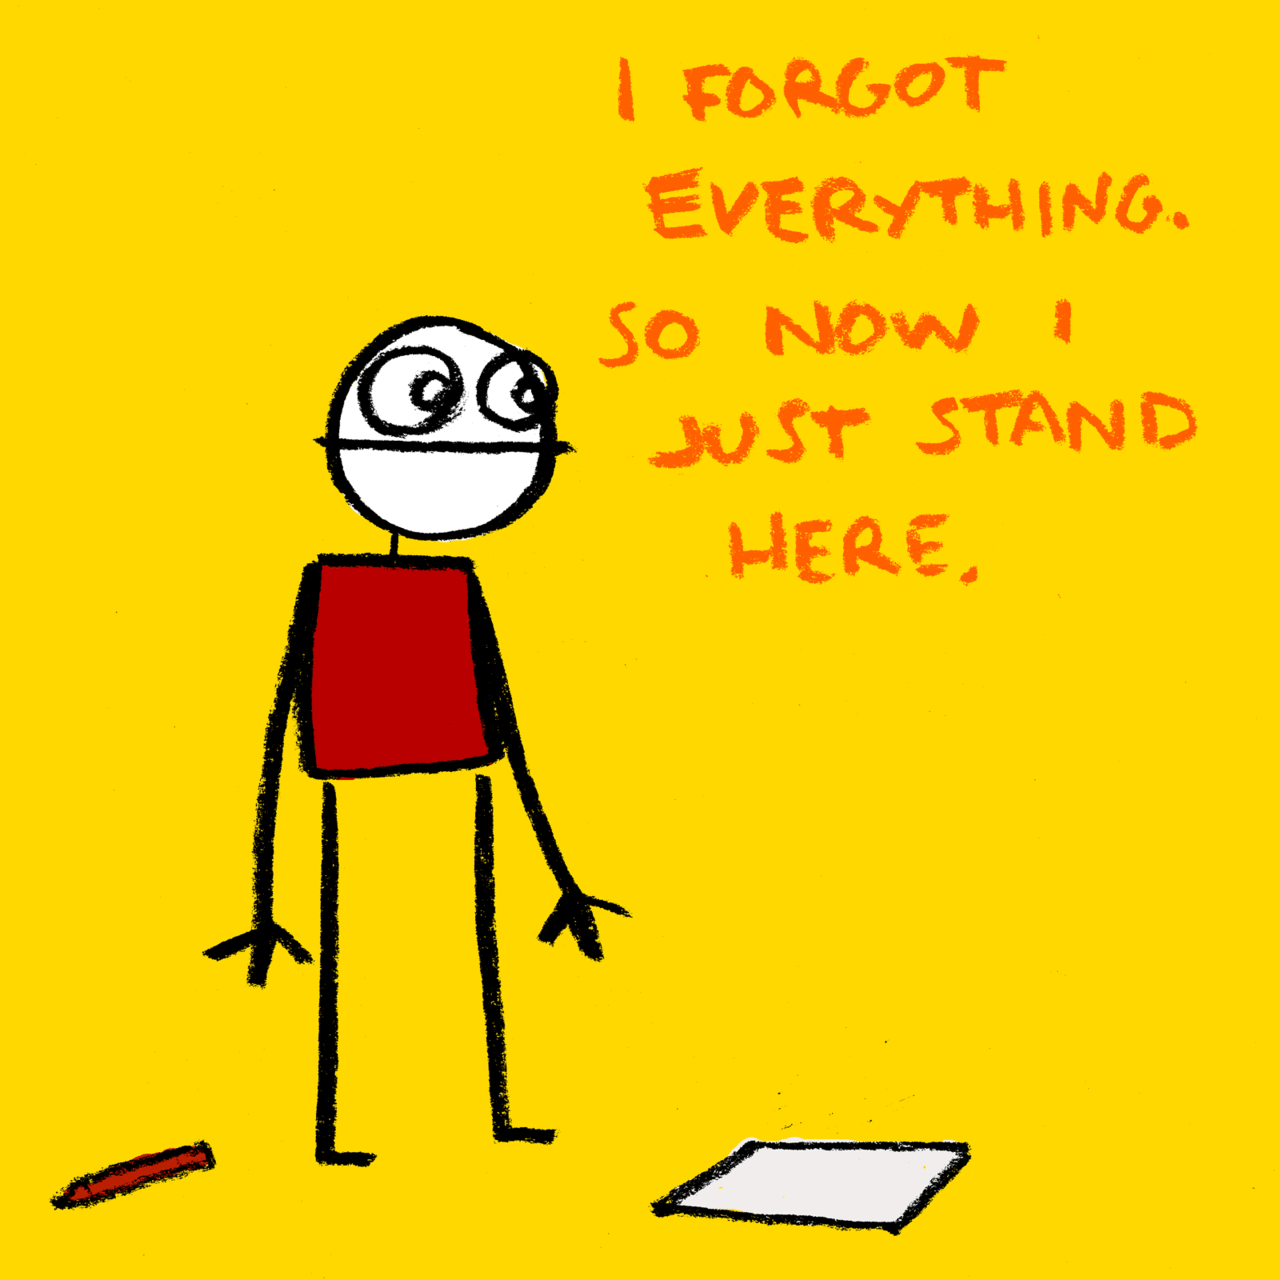 I FORGOT
EVERYTHING.
SO NOW I
JUST STAND
HERE.